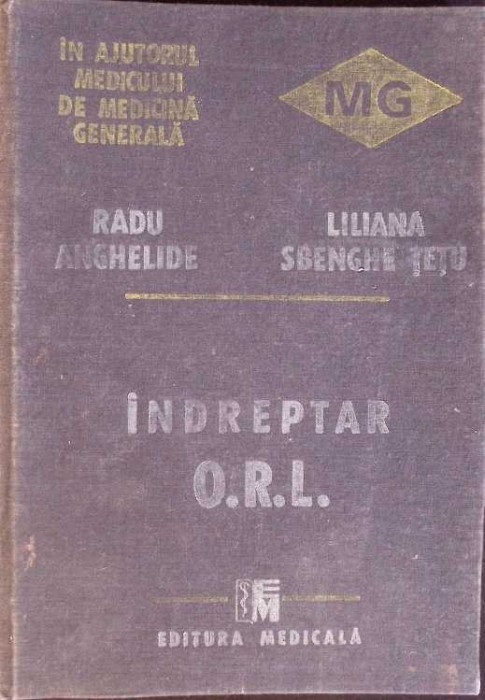 ÎN AJUTORUL
MEDICULUI
DE MEDICINĂ
GENERALĂ
MG
RADU
ANGHELIDE
LILIANA
SBENGHE ȚEȚU
ÎNDREPTAR
O.R.L.
EM
EDITURA MEDICALĂ